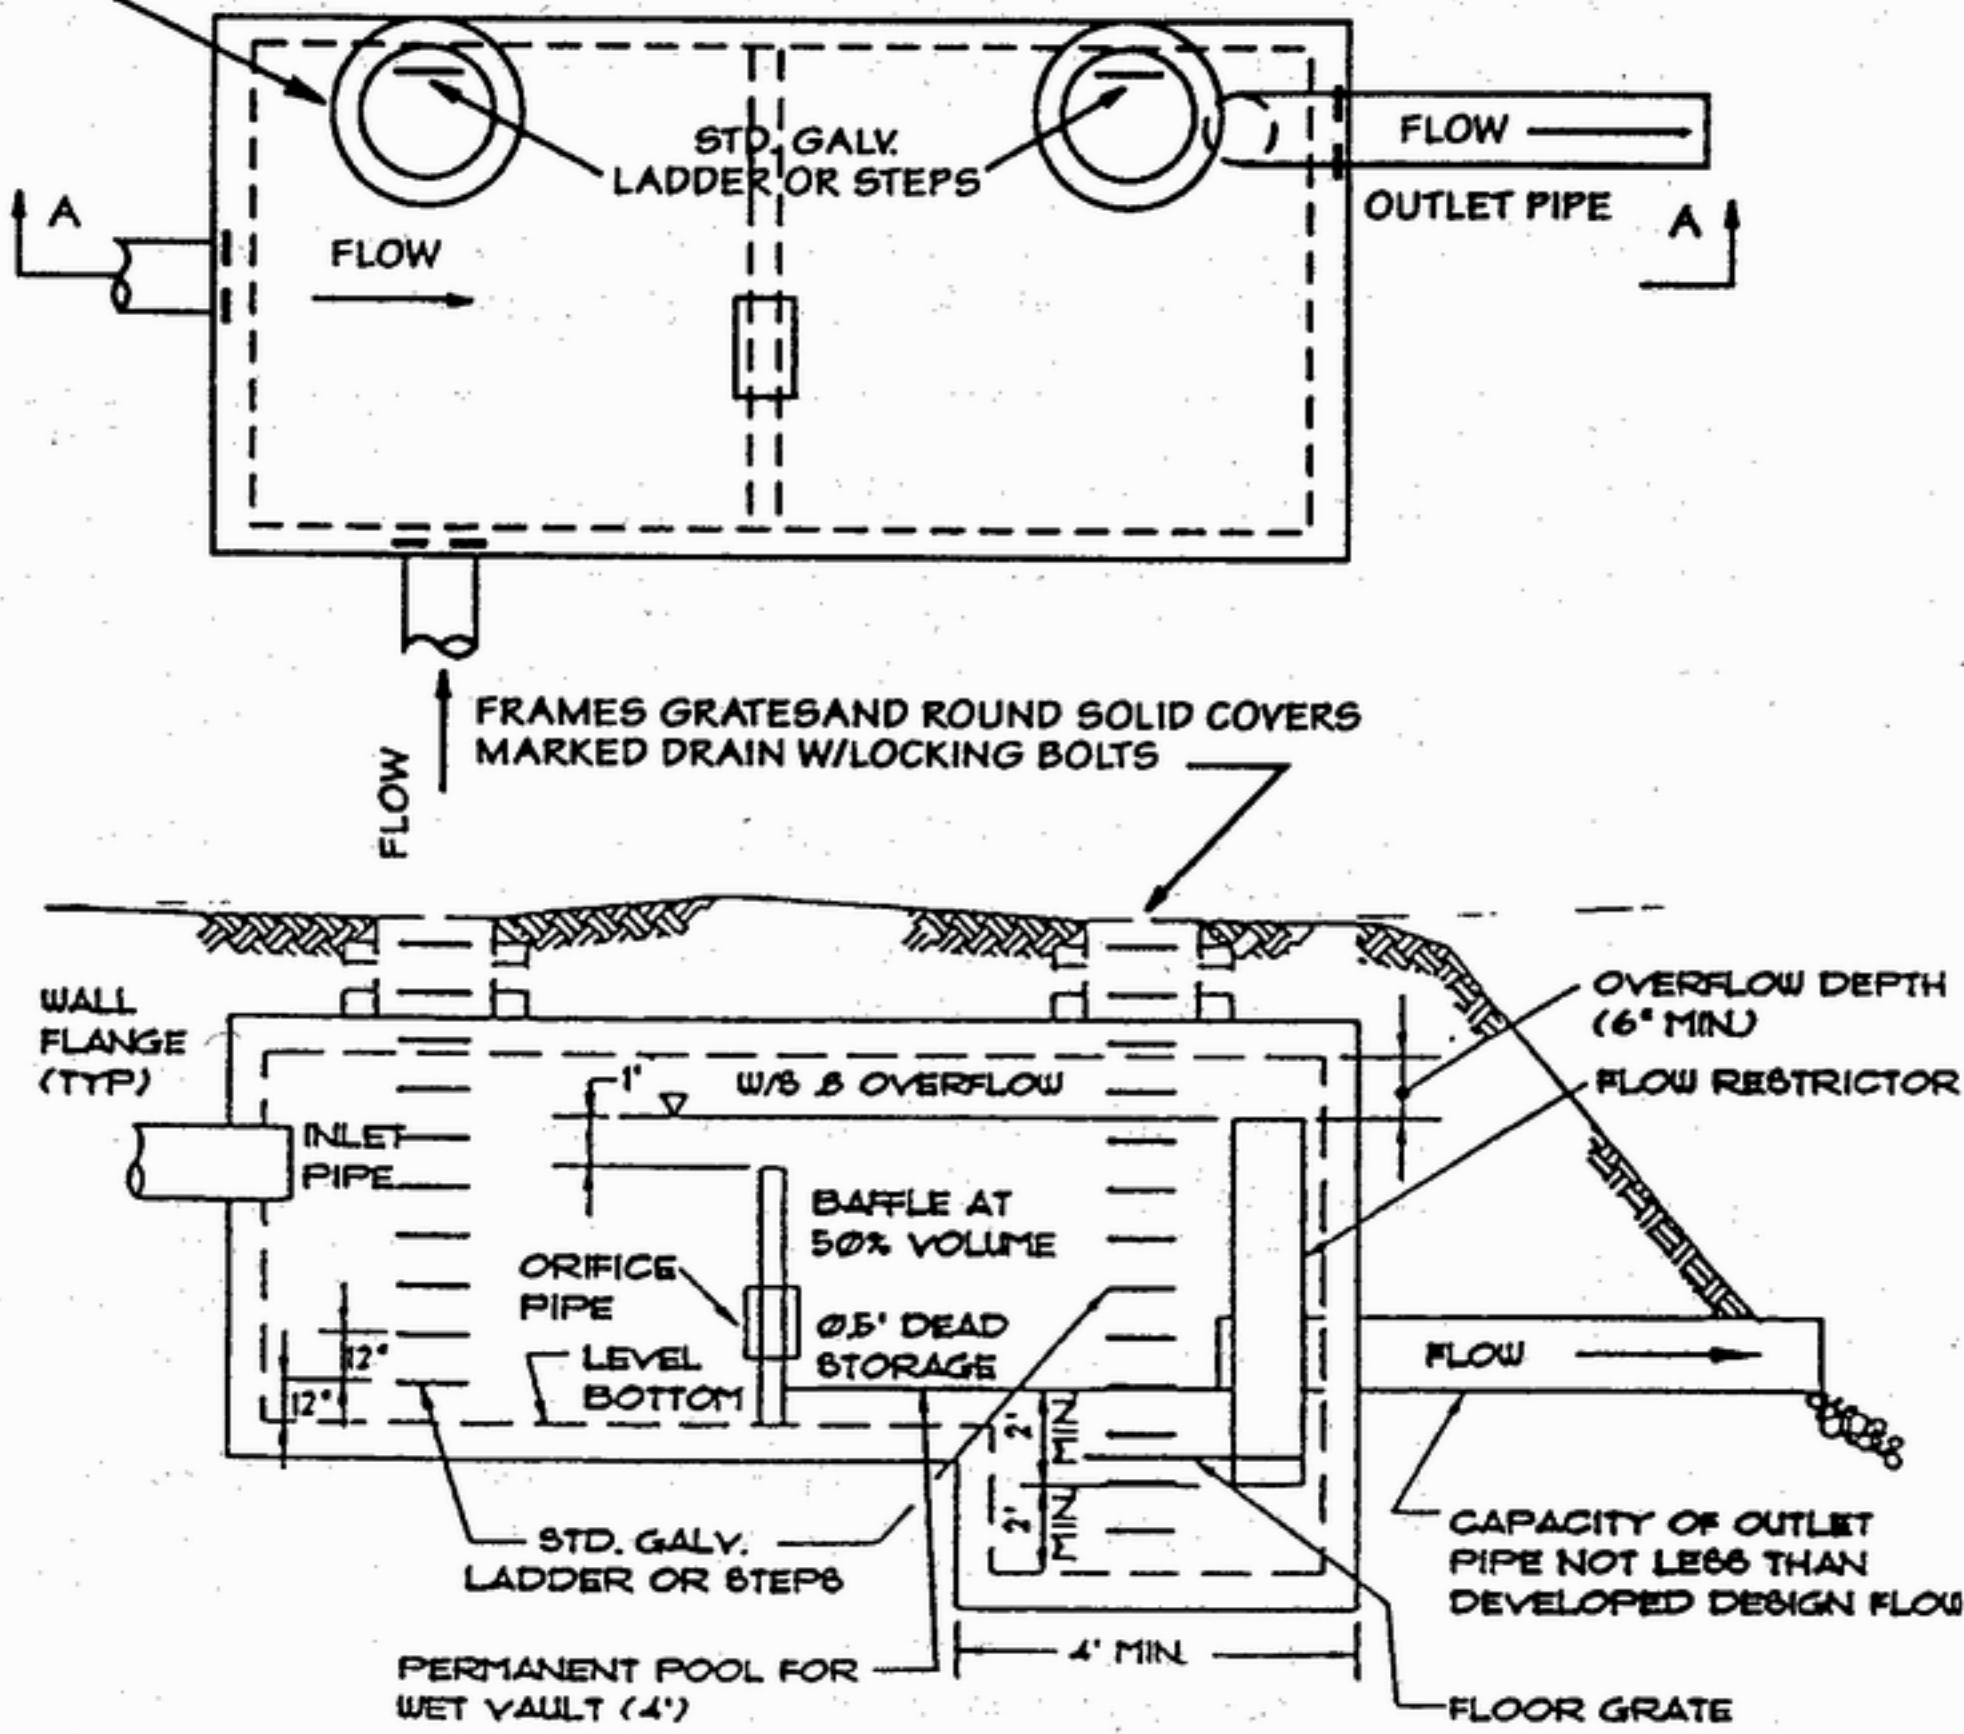 STD. GALV.
LADDER OR STEPS
FLOW
OUTLET PIPE
A
A
FLOW
FLOW
FRAMES GRATESAND ROUND SOLID COVERS
MARKED DRAIN W/LOCKING BOLTS
WALL
FLANGE
(TYP)
INLET
PIPE
1'
W/S @ OVERFLOW
OVERFLOW DEPTH
(6" MIN.)
FLOW RESTRICTOR
BAFFLE AT
50% VOLUME
ORIFICE
PIPE
0.5' DEAD
STORAGE
LEVEL
BOTTOM
12"
12"
FLOW
2'
MIN
2'
MIN
STD. GALV.
LADDER OR STEPS
CAPACITY OF OUTLET
PIPE NOT LESS THAN
DEVELOPED DESIGN FLOW
4' MIN.
PERMANENT POOL FOR
WET VAULT (4')
FLOOR GRATE